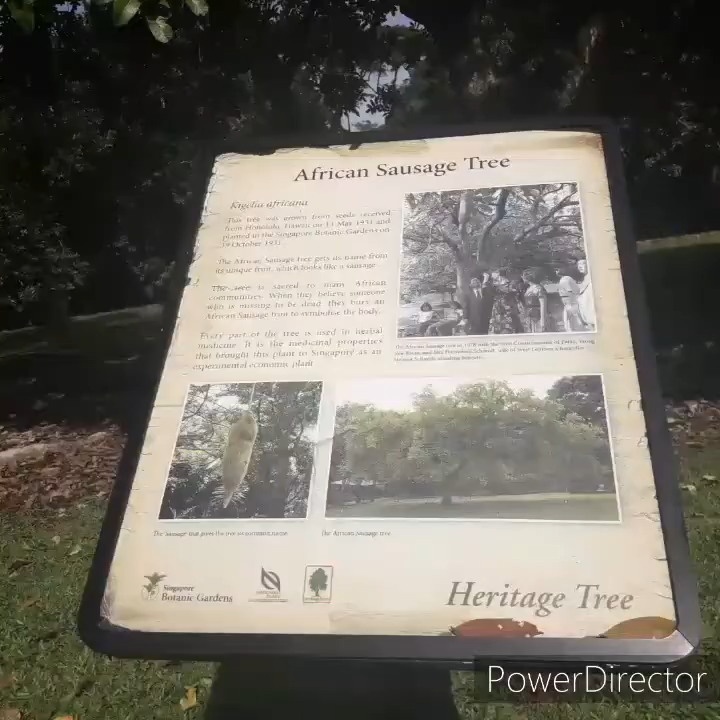 African Sausage Tree
Kigelia africana
This tree was grown from seeds received
from Honolulu, Hawaii on 11 May 1931 and
planted in the Singapore Botanic Gardens on
19 October 1931.
The African Sausage Tree gets its name from
its unique fruit, which looks like a sausage.
The tree is sacred to many African
communities. When they believe someone
who is missing to be dead they bury an
African Sausage fruit to symbolise the body.
Every part of the tree is used in herbal
medicine. It is the medicinal properties
that brought this plant to Singapore as an
experimental economic plant.
The African Sausage tree in
The 'sausage' that gives the tree its common name
The African Sausage tree
Singapore
Botanic Gardens
Heritage Tree
PowerDirector